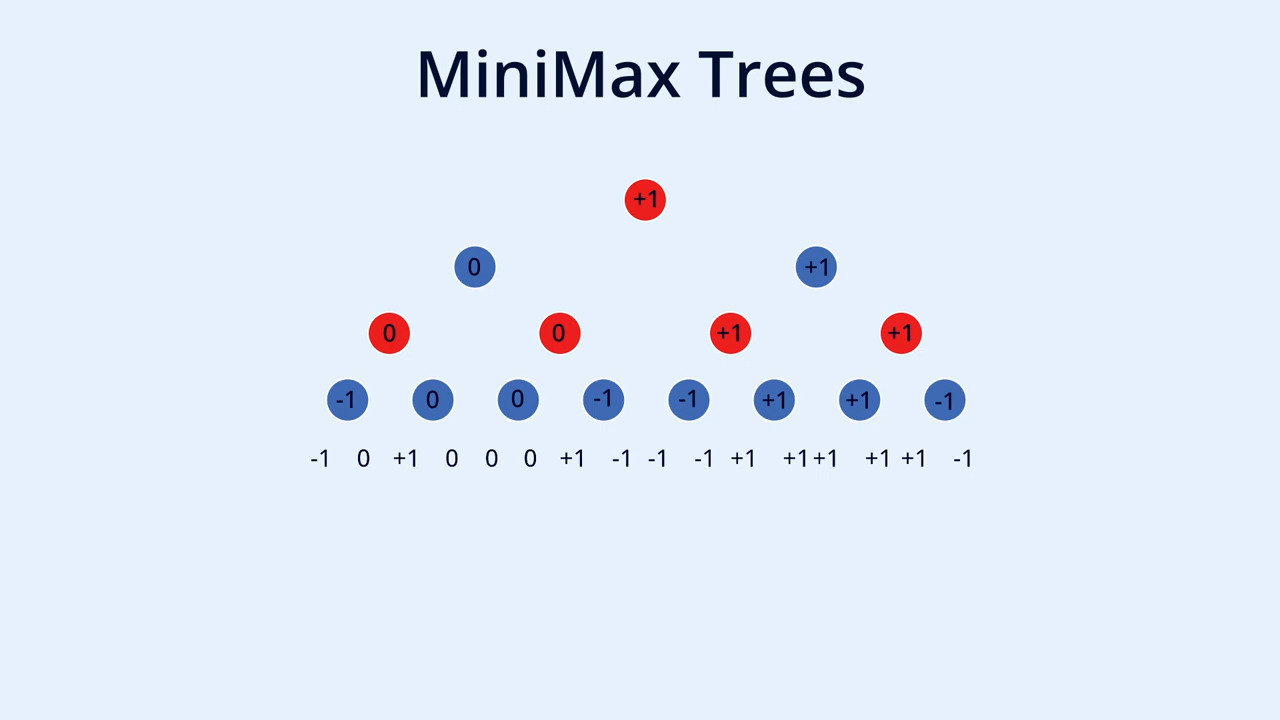 MiniMax Trees
+1
0 +1
0 0 +1 +1
-1 0 0 -1 -1 +1 +1 -1
-1 0 +1 0 0 0 +1 -1 -1 -1 +1 +1 +1 +1 +1 -1